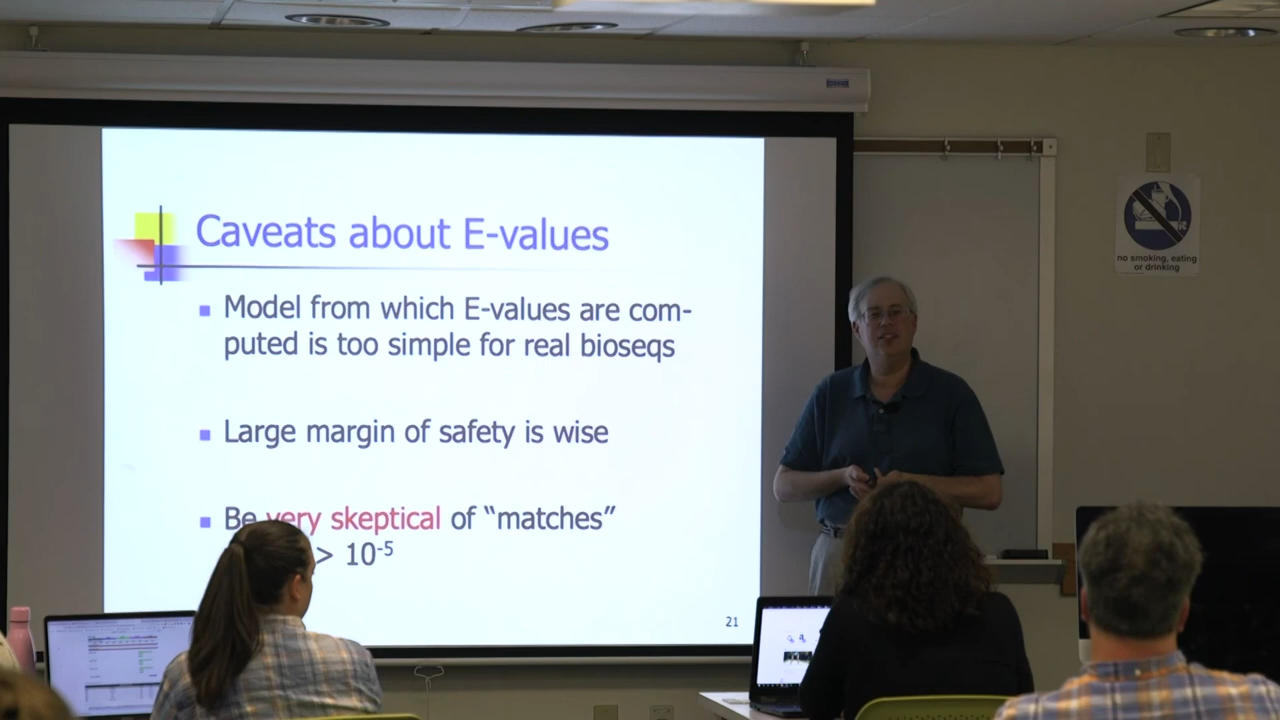 Caveats about E-values
Model from which E-values are com-
puted is too simple for real bioseqs
Large margin of safety is wise
Be very skeptical of “matches”
> 10-5
21
no smoking, eating
or drinking